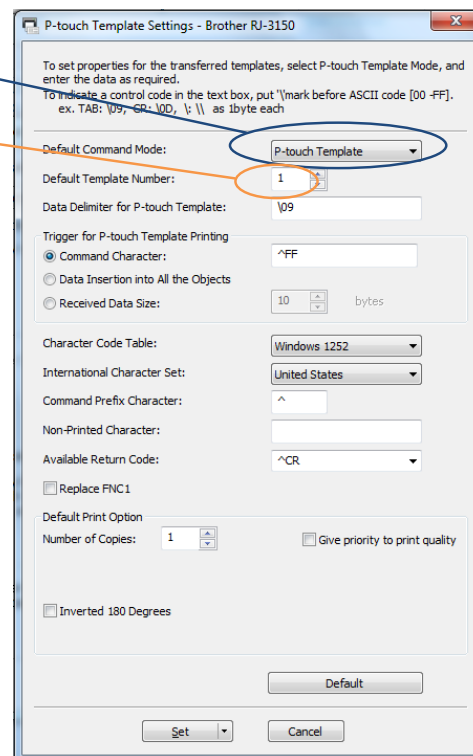 P-touch Template Settings - Brother RJ-3150
To set properties for the transferred templates, select P-touch Template Mode, and
enter the data as required.
To indicate a control code in the text box, put '\'mark before ASCII code [00 -FF].
ex. TAB: \09, CR: \0D, \: \\ as 1byte each
Default Command Mode: P-touch Template
Default Template Number: 1
Data Delimiter for P-touch Template: \09
Trigger for P-touch Template Printing
Command Character: ^FF
Data Insertion into All the Objects
Received Data Size: 10 bytes
Character Code Table: Windows 1252
International Character Set: United States
Command Prefix Character: ^
Non-Printed Character:
Available Return Code: ^CR
Replace FNC1
Default Print Option
Number of Copies: 1 Give priority to print quality
Inverted 180 Degrees
Default
Set Cancel